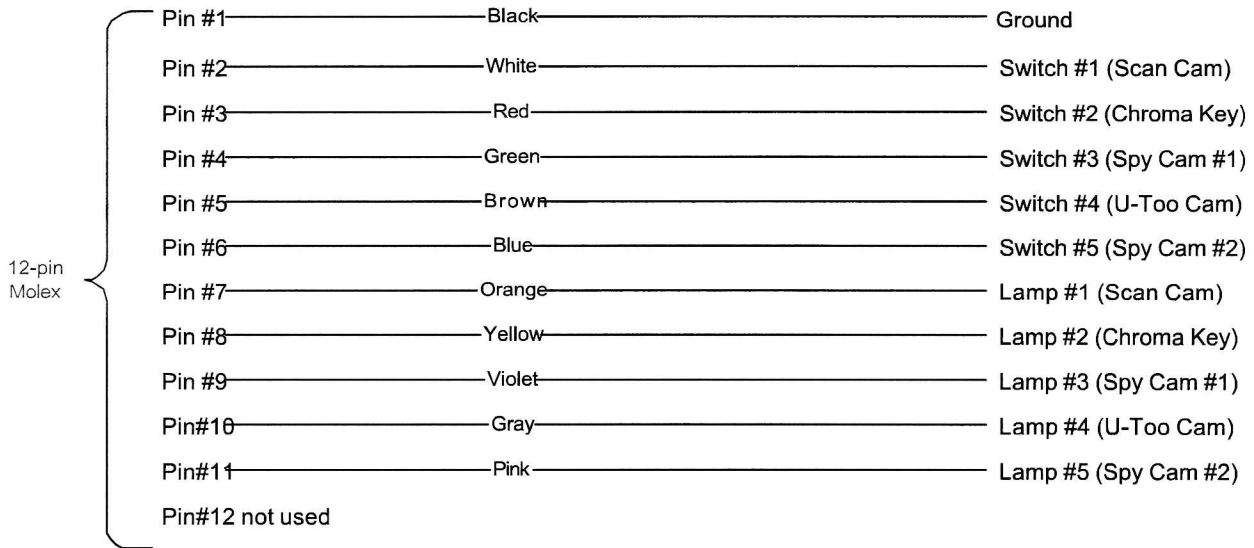 Pin #1 Black Ground
Pin #2 White Switch #1 (Scan Cam)
Pin #3 Red Switch #2 (Chroma Key)
Pin #4 Green Switch #3 (Spy Cam #1)
Pin #5 Brown Switch #4 (U-Too Cam)
Pin #6 Blue Switch #5 (Spy Cam #2)
12-pin
Molex
Pin #7 Orange Lamp #1 (Scan Cam)
Pin #8 Yellow Lamp #2 (Chroma Key)
Pin #9 Violet Lamp #3 (Spy Cam #1)
Pin#10 Gray Lamp #4 (U-Too Cam)
Pin#11 Pink Lamp #5 (Spy Cam #2)
Pin#12 not used